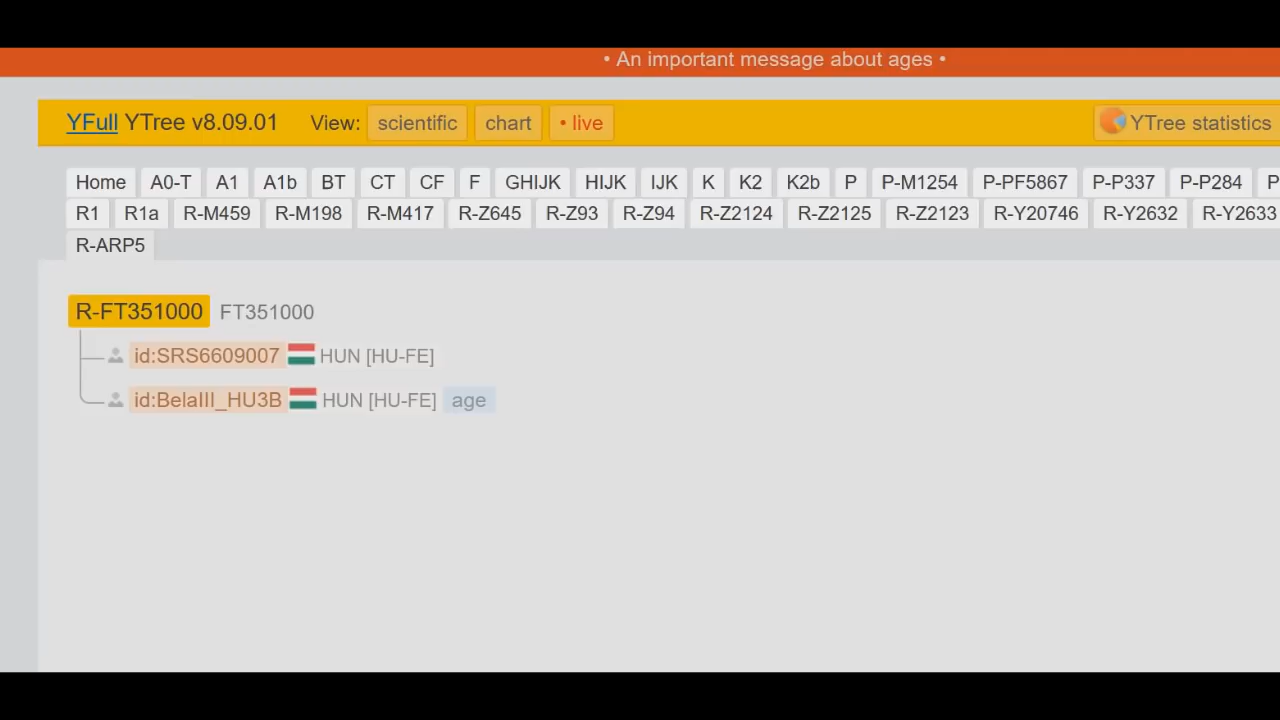 • An important message about ages •
YFull YTree v8.09.01 View: scientific chart • live YTree statistics
Home A0-T A1 A1b BT CT CF F GHIJK HIJK IJK K K2 K2b P P-M1254 P-PF5867 P-P337 P-P284 P
R1 R1a R-M459 R-M198 R-M417 R-Z645 R-Z93 R-Z94 R-Z2124 R-Z2125 R-Z2123 R-Y20746 R-Y2632 R-Y2633
R-ARP5
R-FT351000 FT351000
id:SRS6609007 HUN [HU-FE]
id:BelaIII_HU3B HUN [HU-FE] age